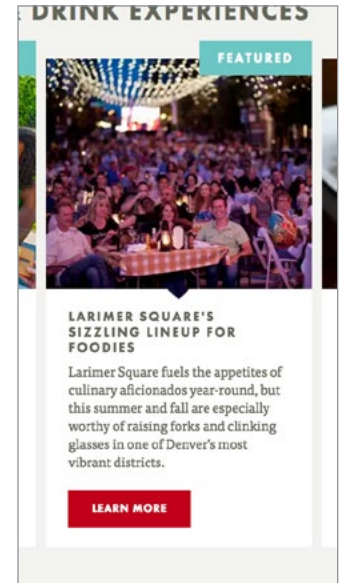 & DRINK EXPERIENCES
FEATURED
LARIMER SQUARE'S
SIZZLING LINEUP FOR
FOODIES
Larimer Square fuels the appetites of
culinary aficionados year-round, but
this summer and fall are especially
worthy of raising forks and clinking
glasses in one of Denver's most
vibrant districts.
LEARN MORE